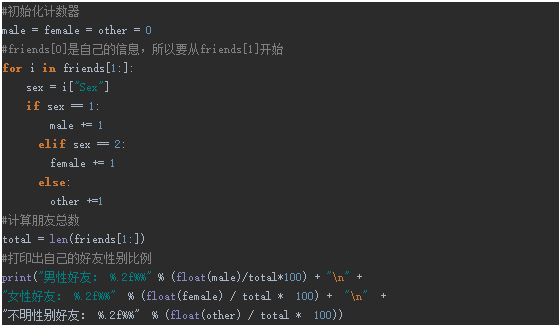 #初始化计数器
male = female = other = 0
#friends[0]是自己的信息，所以要从friends[1]开始
for i in friends[1:]:
    sex = i["Sex"]
    if sex == 1:
        male += 1
      elif sex == 2:
        female += 1
      else:
        other +=1
#计算朋友总数
total = len(friends[1:])
#打印出自己的好友性别比例
print("男性好友： %.2f%%" % (float(male)/total*100) + "\n" +
"女性好友： %.2f%%"  % (float(female) / total *  100) +  "\n"  +
"不明性别好友： %.2f%%"  % (float(other) / total *  100))